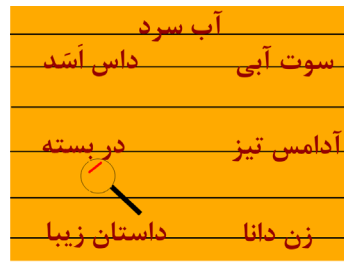 آب سرد
سوت آبی داس اَسَد
آدامس تیز در بسته
زن دانا داستان زیبا